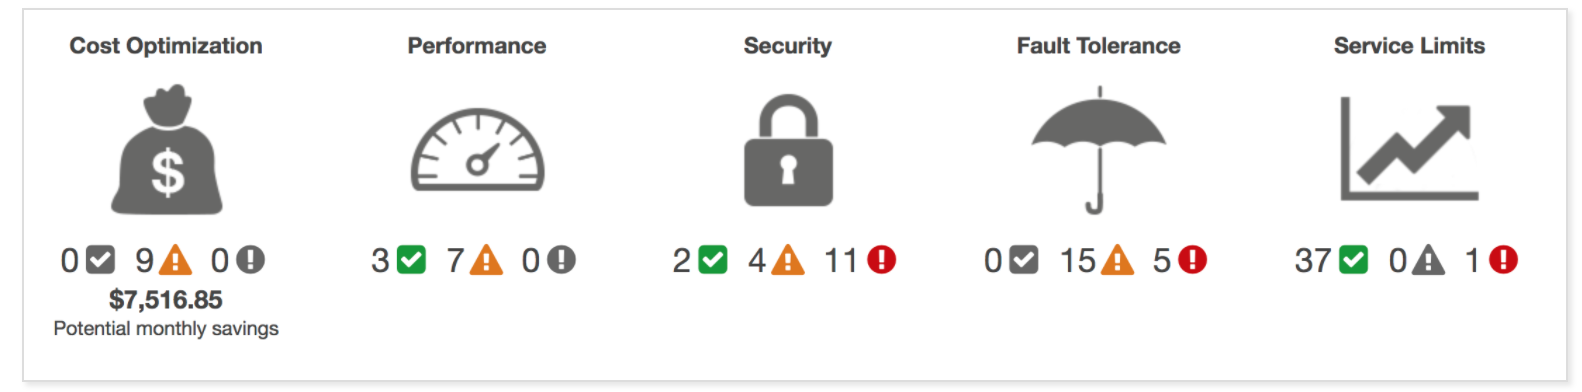 Cost Optimization
Performance
Security
Fault Tolerance
Service Limits
$
0 9 0
3 7 0
2 4 11
0 15 5
37 0 1
$7,516.85
Potential monthly savings